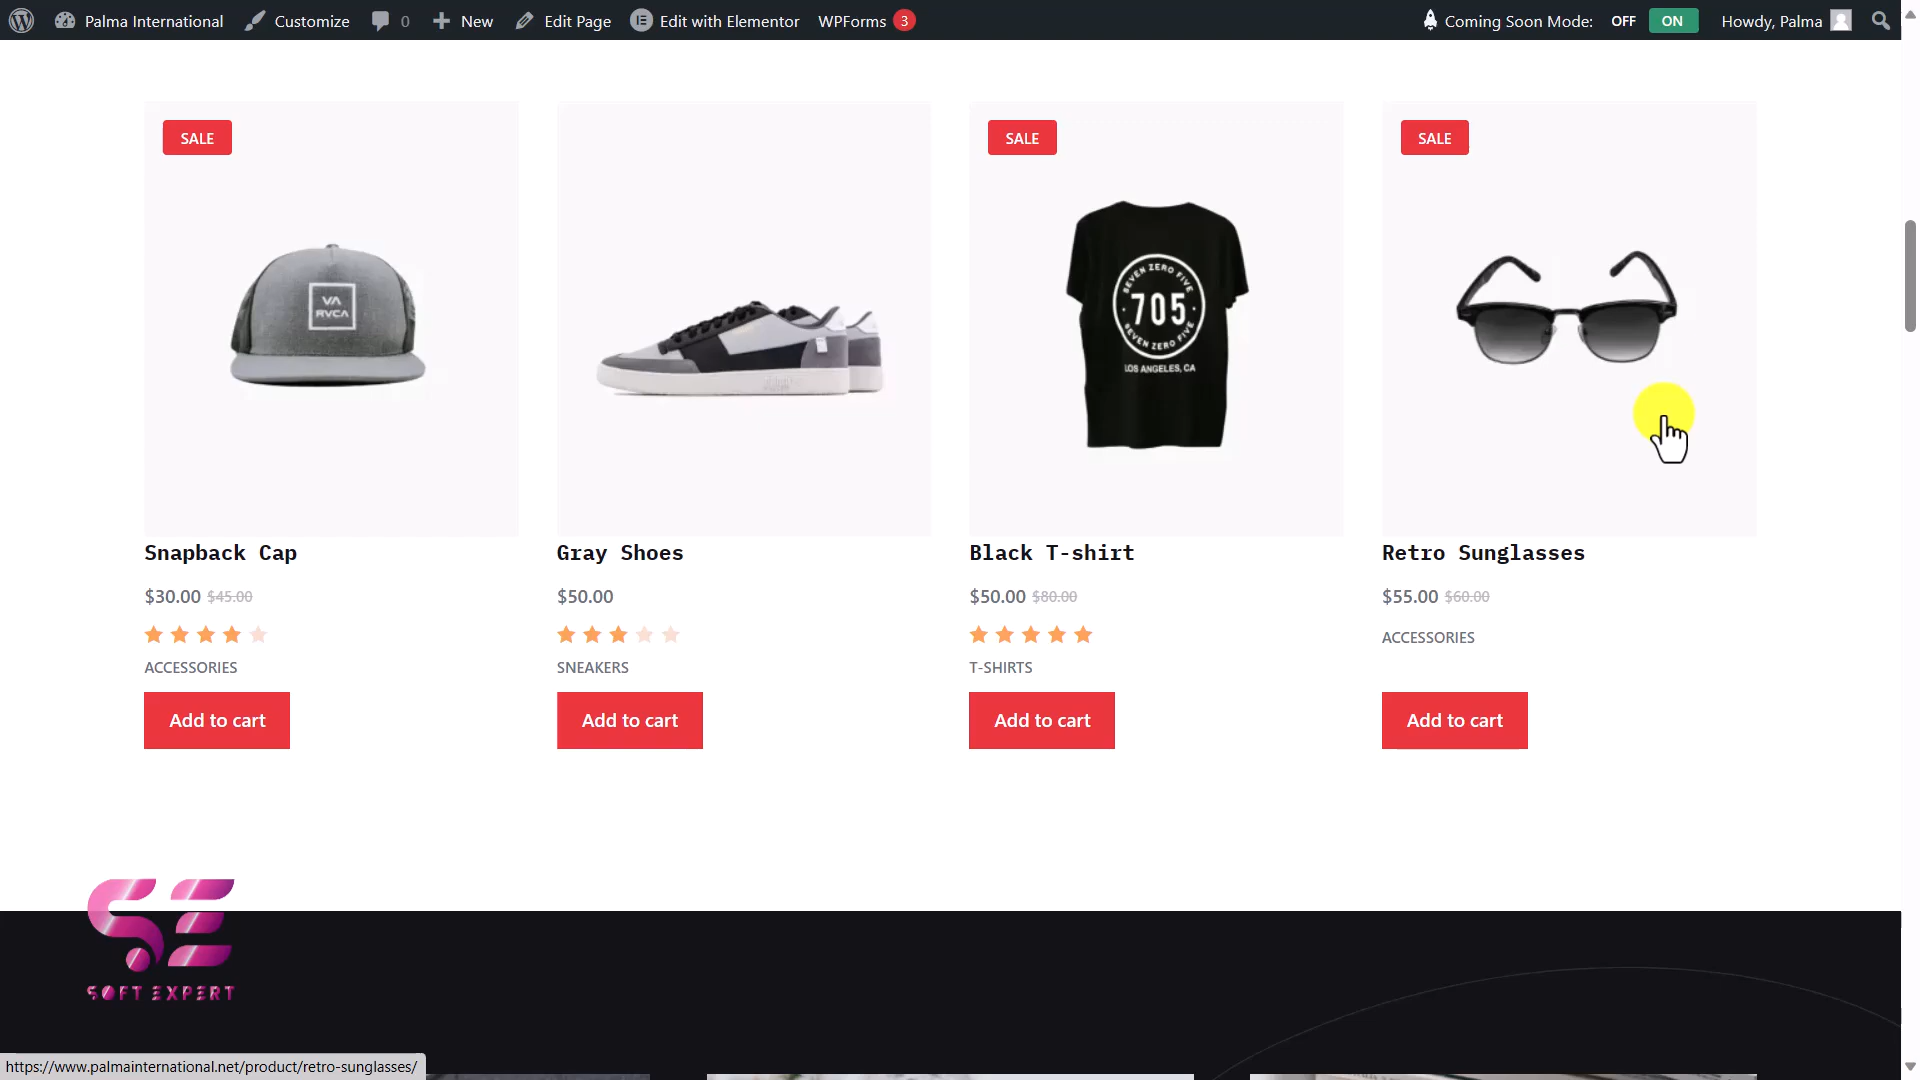 Palma International Customize 0 New Edit Page Edit with Elementor WPForms 3 Coming Soon Mode: OFF ON Howdy, Palma
SALE SALE SALE
VA
RVCA
SEVEN ZERO FIVE
705
SEVEN ZERO FIVE
LOS ANGELES, CA
Snapback Cap Gray Shoes Black T-shirt Retro Sunglasses
$30.00 $45.00 $50.00 $50.00 $80.00 $55.00 $60.00
ACCESSORIES SNEAKERS T-SHIRTS ACCESSORIES
Add to cart Add to cart Add to cart Add to cart
SE
SOFT EXPERT
https://www.palmainternational.net/product/retro-sunglasses/